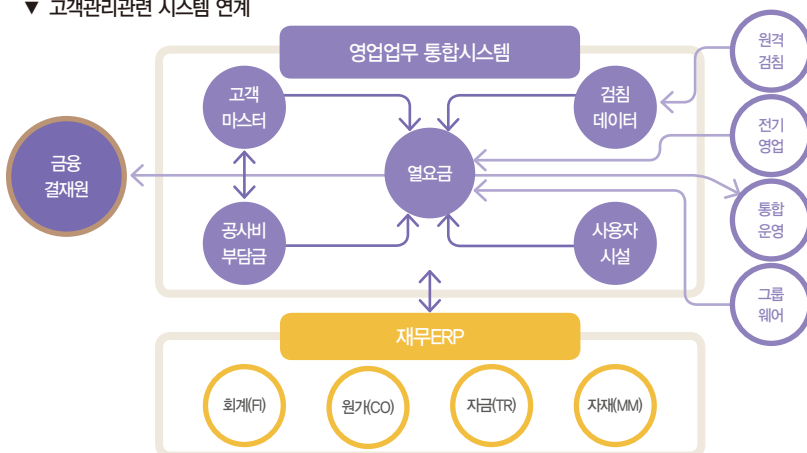 ▼ 고객관리관련 시스템 연계
영업업무 통합시스템
고객
마스터
검침
데이터
원격
검침
전기
영업
금융
결재원
열요금
통합
운영
공사비
부담금
사용자
시설
그룹
웨어
재무ERP
회계(FI)
원가(CO)
자금(TR)
자재(MM)